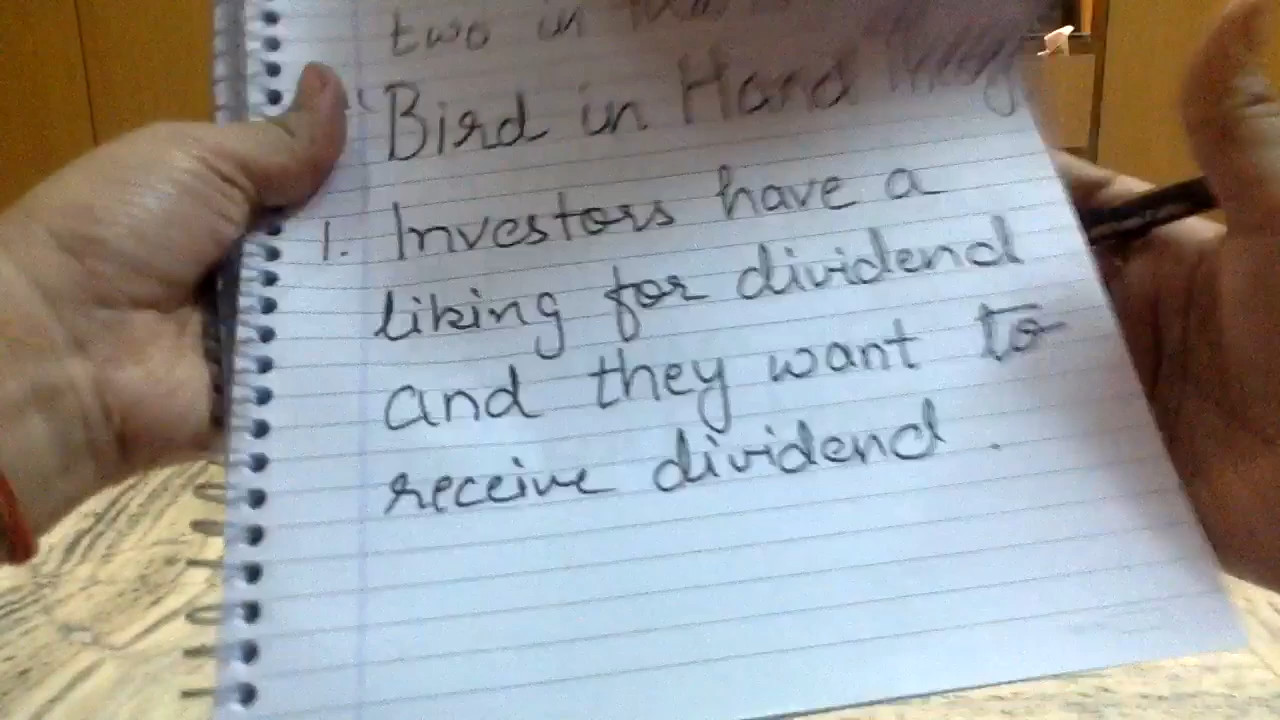 two in
Bird in Hand
1. Investors have a
liking for dividend
and they want to
receive dividend.